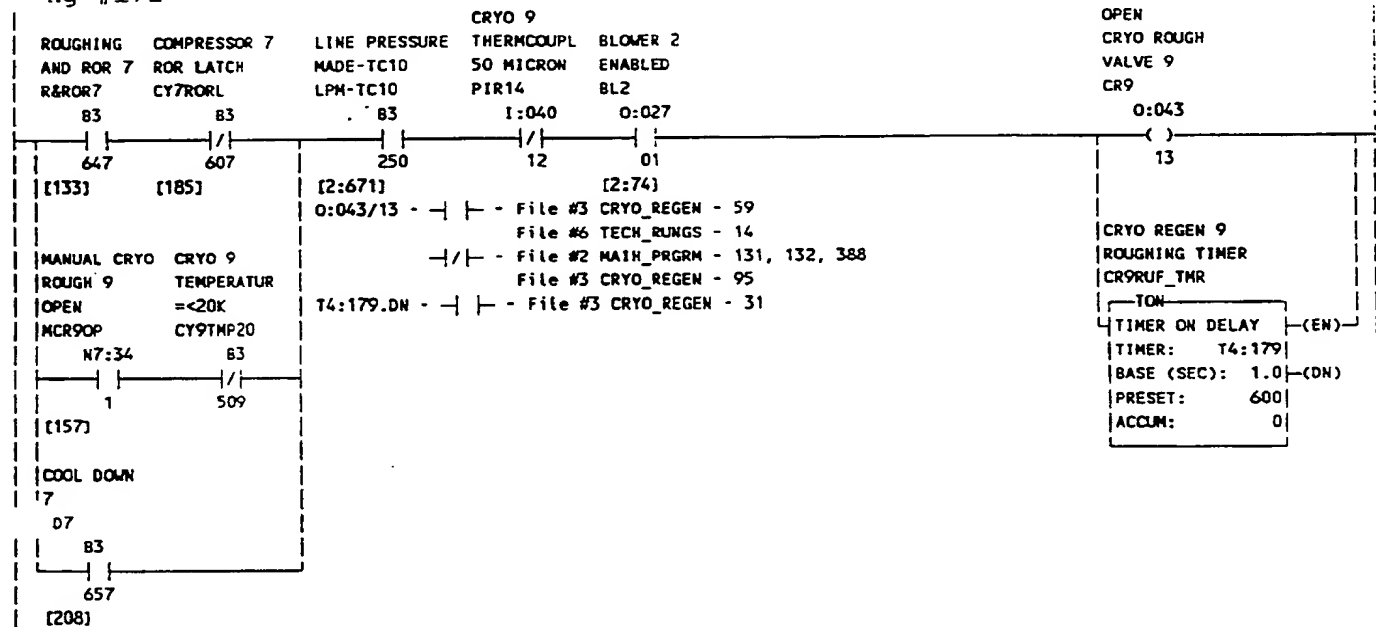 CRYO 9 OPEN
ROUGHING COMPRESSOR 7 LINE PRESSURE THERMCOUPL BLOWER 2 CRYO ROUGH
AND ROR 7 ROR LATCH MADE-TC10 50 MICRON ENABLED VALVE 9
R&ROR7 CY7RORL LPM-TC10 PIR14 BL2 CR9
B3 B3 B3 I:040 O:027 O:043
647 607 250 12 01 13
[133] [185] [2:671] [2:74]
O:043/13 - ┤ ├ - File #3 CRYO_REGEN - 59
File #6 TECH_RUNGS - 14
┤/├ - File #2 MAIN_PRGRM - 131, 132, 388
File #3 CRYO_REGEN - 95
T4:179.DN - ┤ ├ - File #3 CRYO_REGEN - 31
MANUAL CRYO CRYO 9
ROUGH 9 TEMPERATUR
OPEN =<20K
MCR9OP CY9TMP20
N7:34 B3
1 509
[157]
COOL DOWN
7
D7
B3
657
[208]
CRYO REGEN 9
ROUGHING TIMER
CR9RUF_TMR
TON
TIMER ON DELAY (EN)
TIMER: T4:179
BASE (SEC): 1.0 (DN)
PRESET: 600
ACCUM: 0